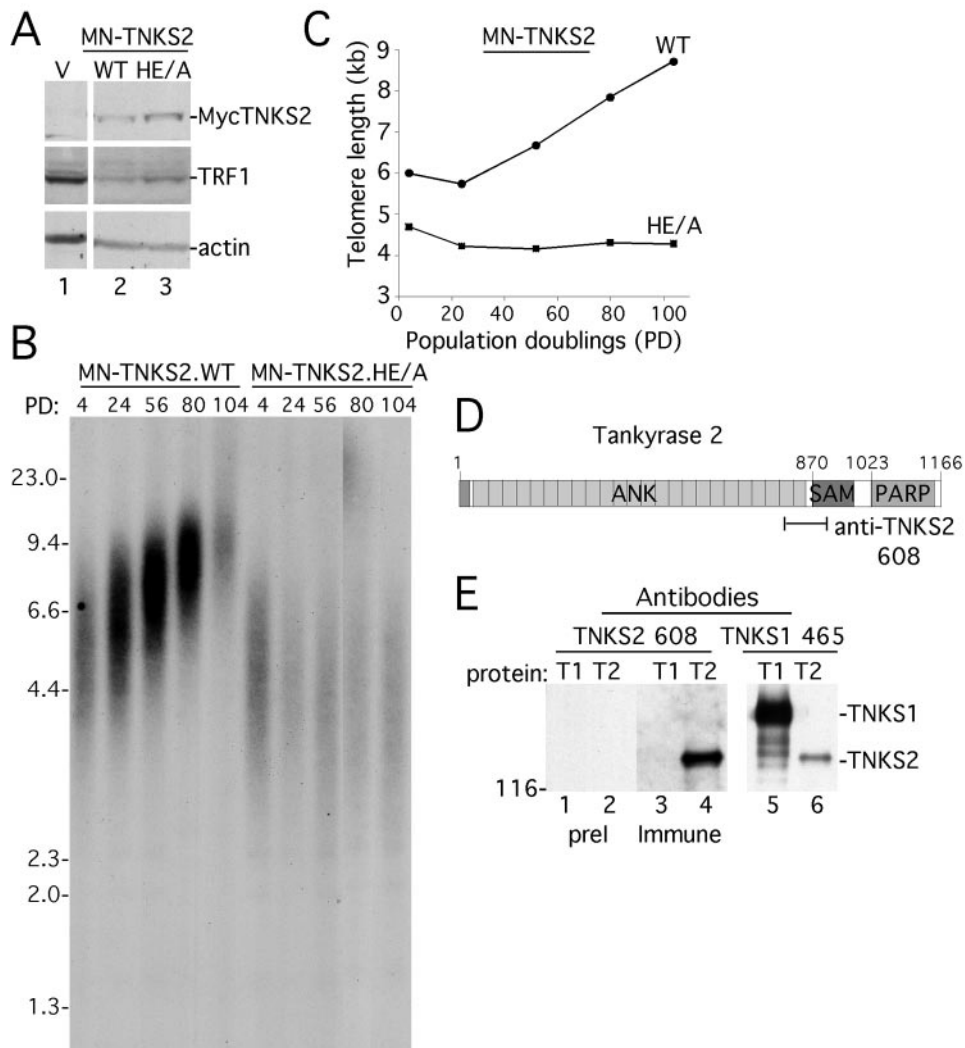 A
MN-TNKS2
V WT HE/A
-MycTNKS2
-TRF1
-actin
1 2 3
B
MN-TNKS2.WT MN-TNKS2.HE/A
PD: 4 24 56 80 104 4 24 56 80 104
23.0-
9.4-
6.6-
4.4-
2.3-
2.0-
1.3-
C
MN-TNKS2
WT
HE/A
Telomere length (kb)
9
8
7
6
5
4
3
0 20 40 60 80 100
Population doublings (PD)
D
Tankyrase 2
1 870 1023 1166
ANK SAM PARP
anti-TNKS2
608
E
Antibodies
TNKS2 608 TNKS1 465
protein: T1 T2 T1 T2 T1 T2
-TNKS1
-TNKS2
116-
1 2 3 4 5 6
preI Immune